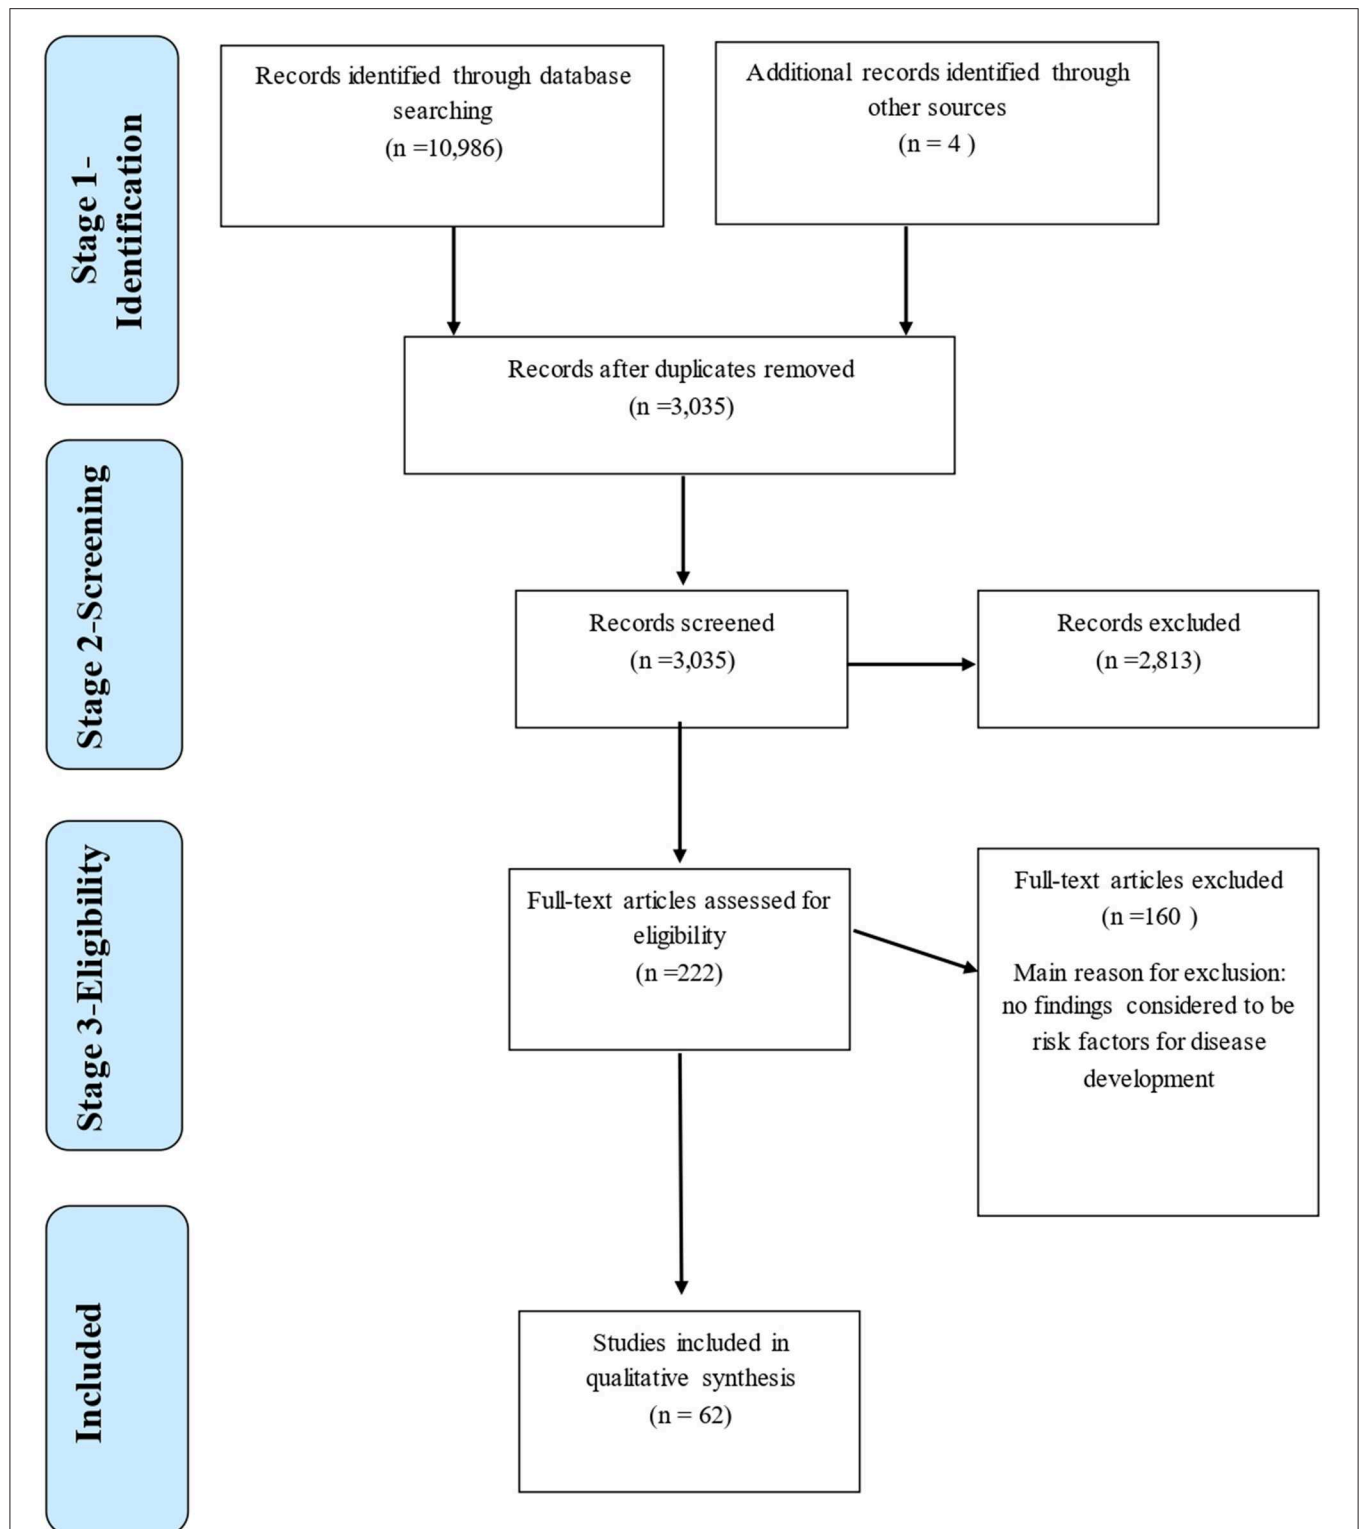 Stage 1-
Identification
Records identified through database
searching
(n =10,986)
Additional records identified through
other sources
(n = 4 )
Records after duplicates removed
(n =3,035)
Stage 2-Screening
Records screened
(n =3,035)
Records excluded
(n =2,813)
Stage 3-Eligibility
Full-text articles assessed for
eligibility
(n =222)
Full-text articles excluded
(n =160 )
Main reason for exclusion:
no findings considered to be
risk factors for disease
development
Included
Studies included in
qualitative synthesis
(n = 62)